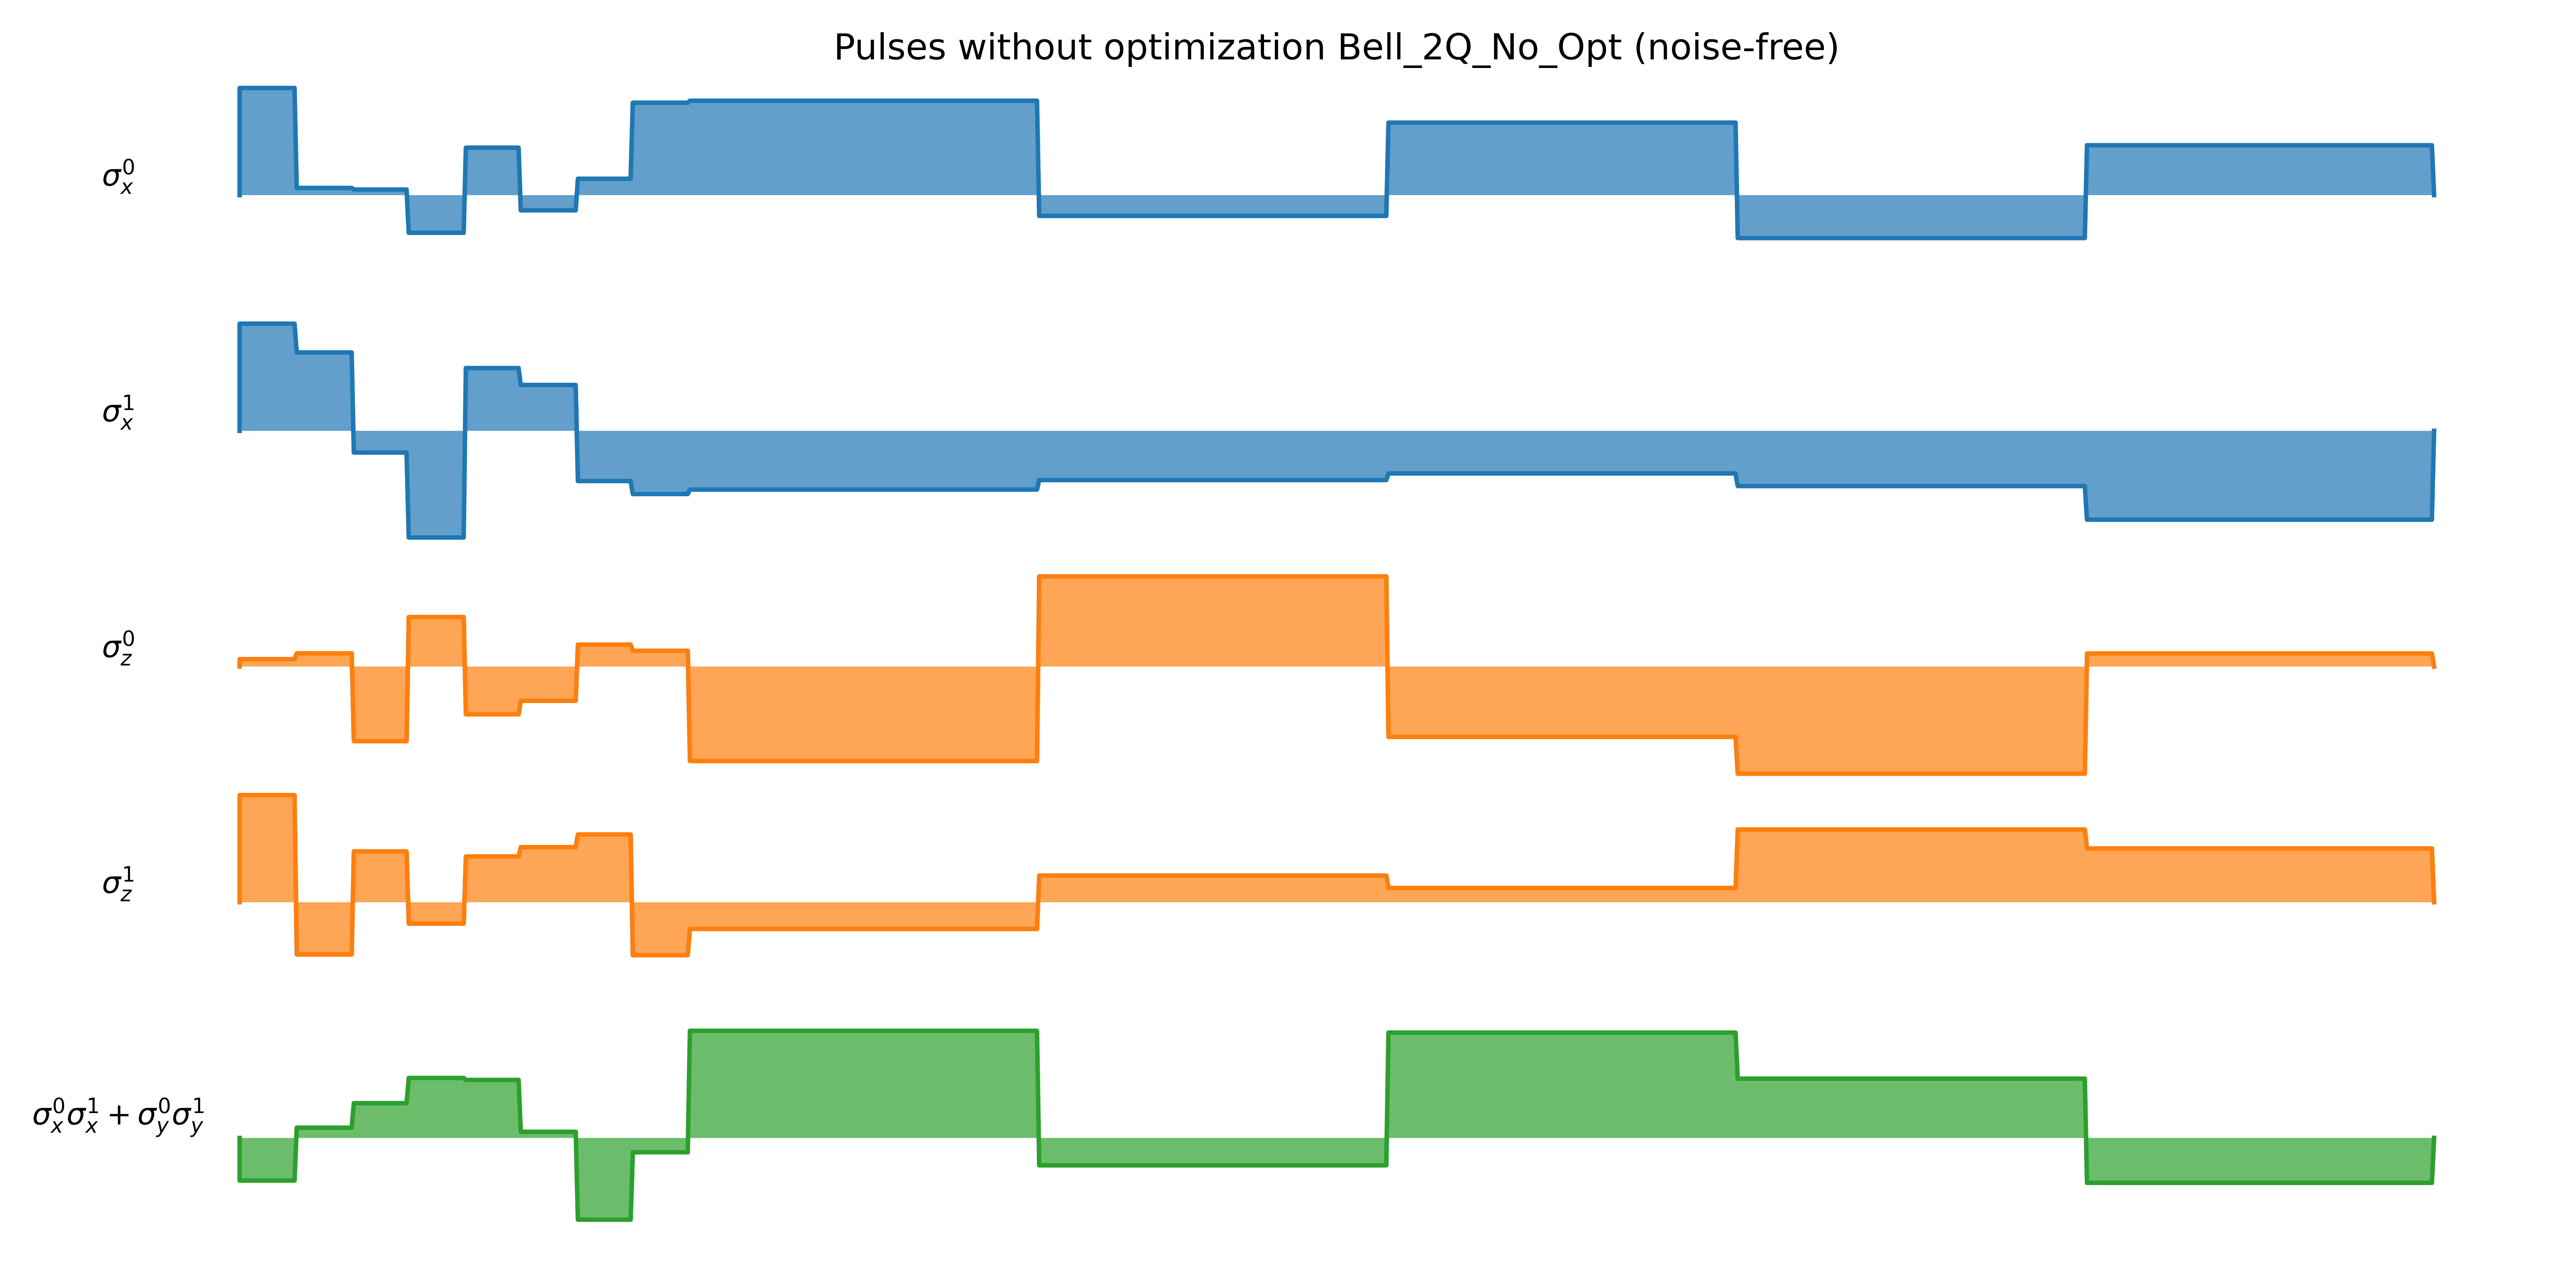 Pulses without optimization Bell_2Q_No_Opt (noise-free)
σ_x^0
σ_x^1
σ_z^0
σ_z^1
σ_x^0σ_x^1 + σ_y^0σ_y^1